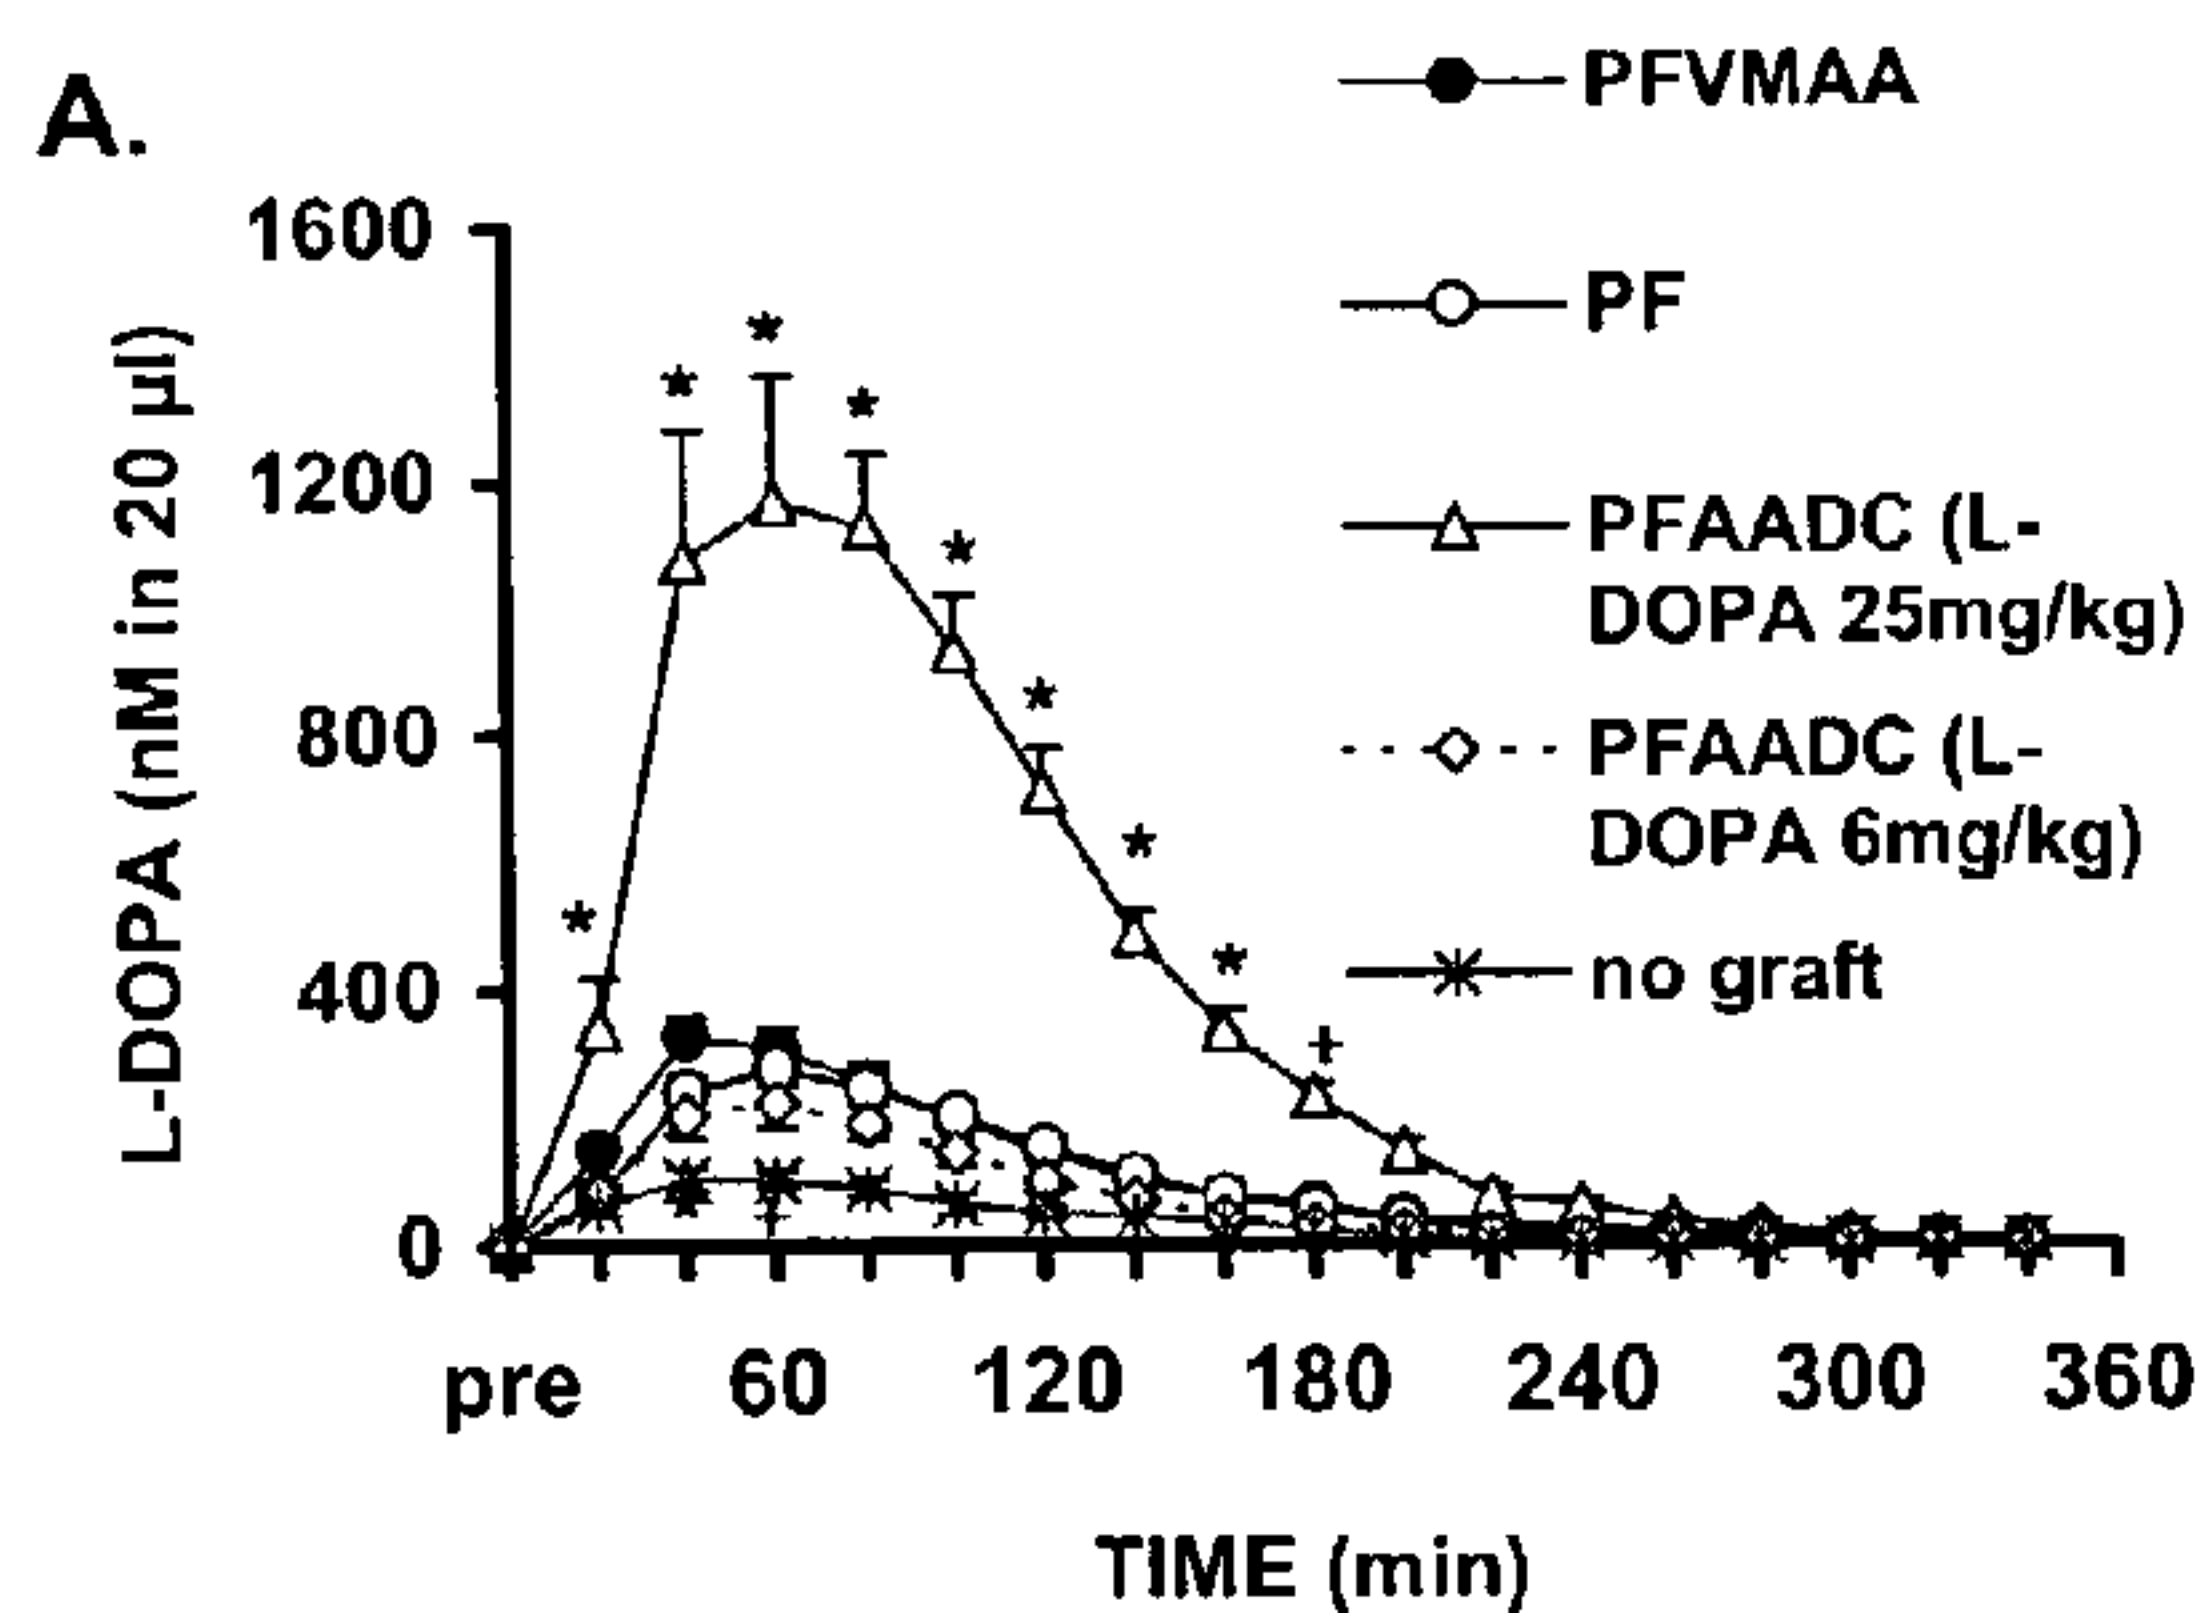 A.
PFVMAA
PF
PFAADC (L-
DOPA 25mg/kg)
PFAADC (L-
DOPA 6mg/kg)
no graft
L-DOPA (nM in 20 µl)
1600
1200
800
400
0
* * * * * * * * +
+
pre 60 120 180 240 300 360
TIME (min)